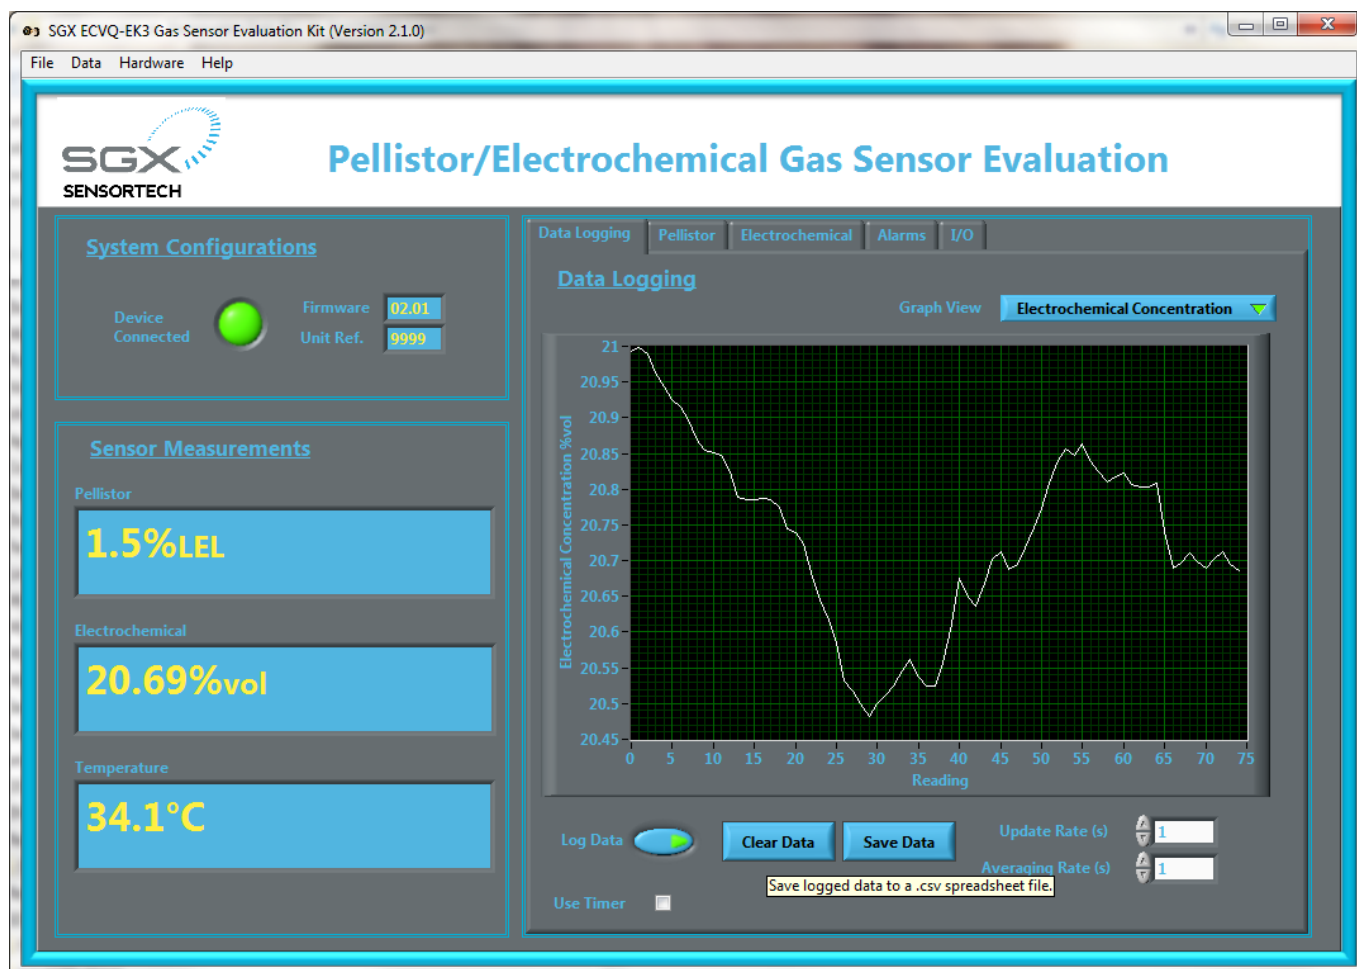 SGX ECVQ-EK3 Gas Sensor Evaluation Kit (Version 2.1.0)
File Data Hardware Help
SGX
SENSORTECH
Pellistor/Electrochemical Gas Sensor Evaluation
System Configurations
Device
Connected
Firmware 02.01
Unit Ref. 9999
Sensor Measurements
Pellistor
1.5%LEL
Electrochemical
20.69%vol
Temperature
34.1°C
Data Logging Pellistor Electrochemical Alarms I/O
Data Logging
Graph View Electrochemical Concentration
Electrochemical Concentration %vol
21
20.95
20.9
20.85
20.8
20.75
20.7
20.65
20.6
20.55
20.5
20.45
0 5 10 15 20 25 30 35 40 45 50 55 60 65 70 75
Reading
Log Data Clear Data Save Data Update Rate (s) 1
Averaging Rate (s) 1
Save logged data to a .csv spreadsheet file.
Use Timer